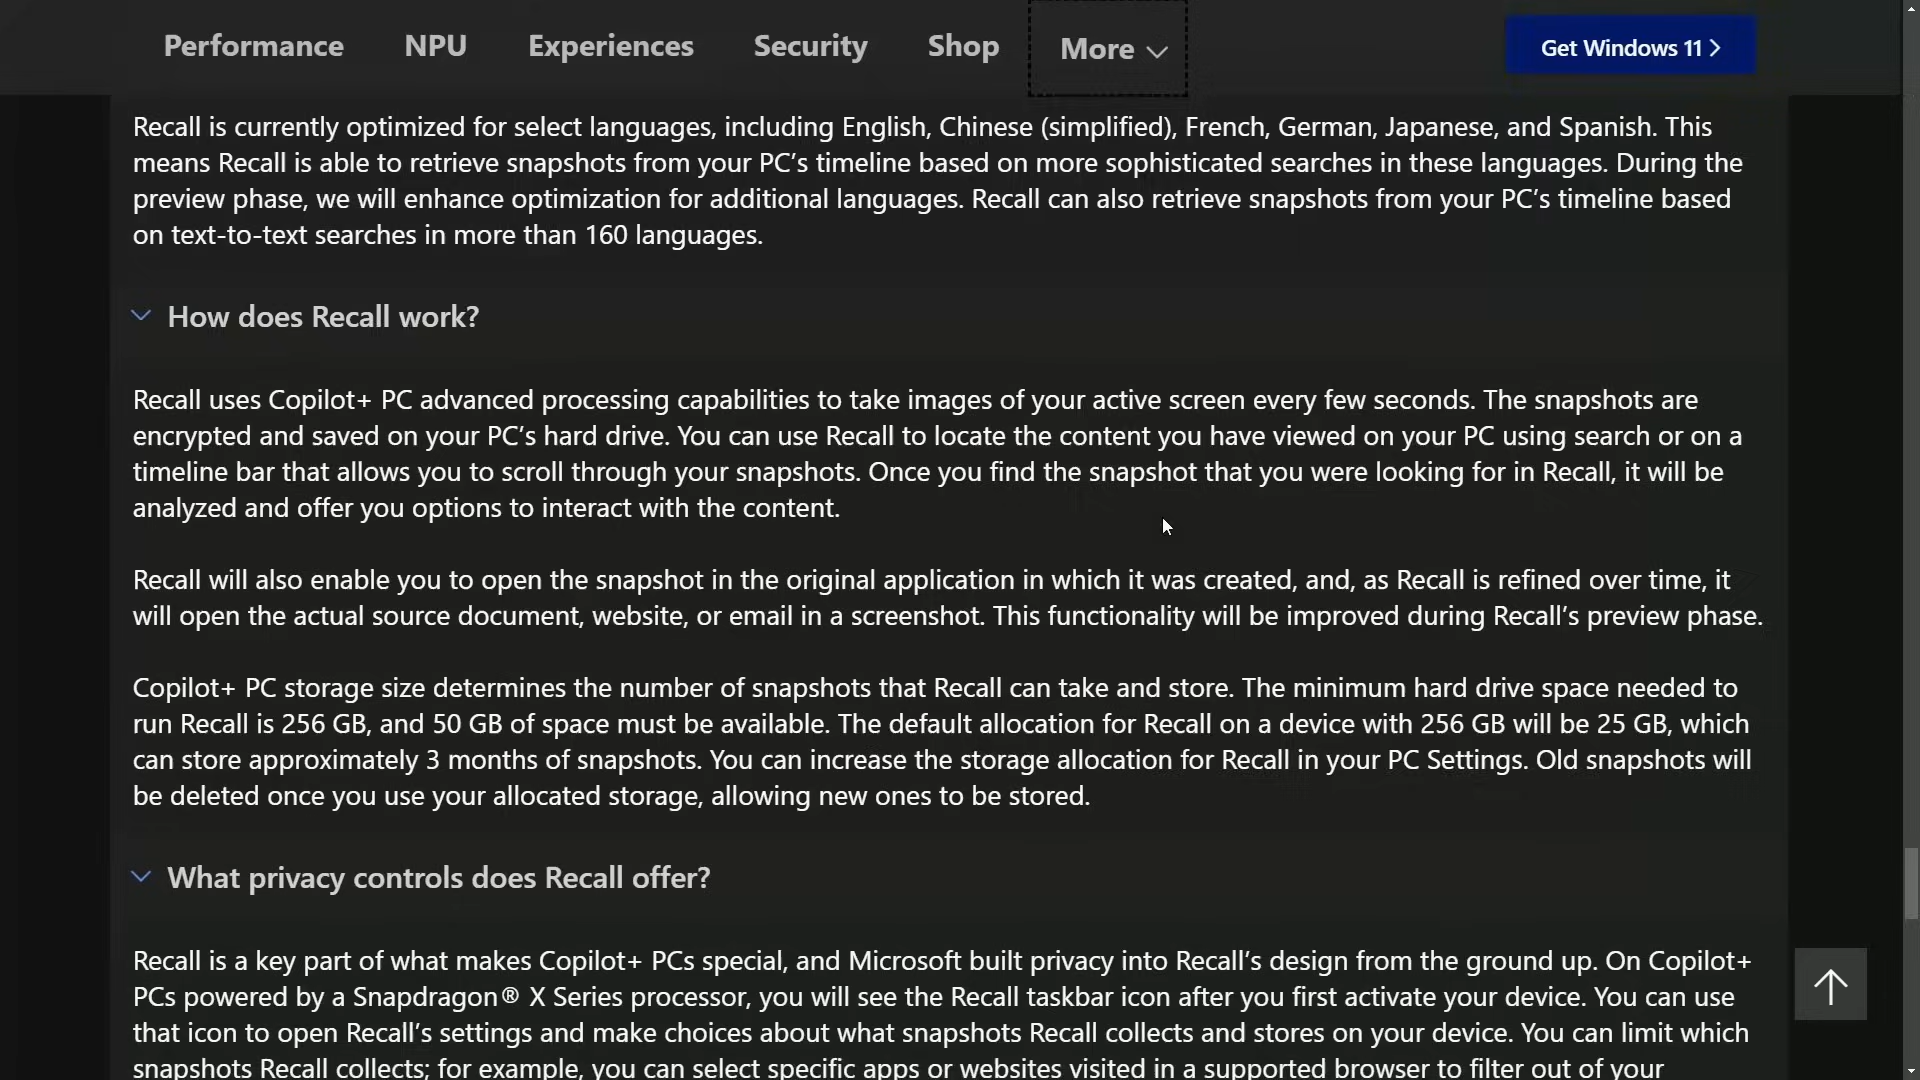 Performance NPU Experiences Security Shop More Get Windows 11
Recall is currently optimized for select languages, including English, Chinese (simplified), French, German, Japanese, and Spanish. This
means Recall is able to retrieve snapshots from your PC’s timeline based on more sophisticated searches in these languages. During the
preview phase, we will enhance optimization for additional languages. Recall can also retrieve snapshots from your PC’s timeline based
on text-to-text searches in more than 160 languages.
How does Recall work?
Recall uses Copilot+ PC advanced processing capabilities to take images of your active screen every few seconds. The snapshots are
encrypted and saved on your PC’s hard drive. You can use Recall to locate the content you have viewed on your PC using search or on a
timeline bar that allows you to scroll through your snapshots. Once you find the snapshot that you were looking for in Recall, it will be
analyzed and offer you options to interact with the content.
Recall will also enable you to open the snapshot in the original application in which it was created, and, as Recall is refined over time, it
will open the actual source document, website, or email in a screenshot. This functionality will be improved during Recall’s preview phase.
Copilot+ PC storage size determines the number of snapshots that Recall can take and store. The minimum hard drive space needed to
run Recall is 256 GB, and 50 GB of space must be available. The default allocation for Recall on a device with 256 GB will be 25 GB, which
can store approximately 3 months of snapshots. You can increase the storage allocation for Recall in your PC Settings. Old snapshots will
be deleted once you use your allocated storage, allowing new ones to be stored.
What privacy controls does Recall offer?
Recall is a key part of what makes Copilot+ PCs special, and Microsoft built privacy into Recall’s design from the ground up. On Copilot+
PCs powered by a Snapdragon® X Series processor, you will see the Recall taskbar icon after you first activate your device. You can use
that icon to open Recall’s settings and make choices about what snapshots Recall collects and stores on your device. You can limit which
snapshots Recall collects; for example, you can select specific apps or websites visited in a supported browser to filter out of your